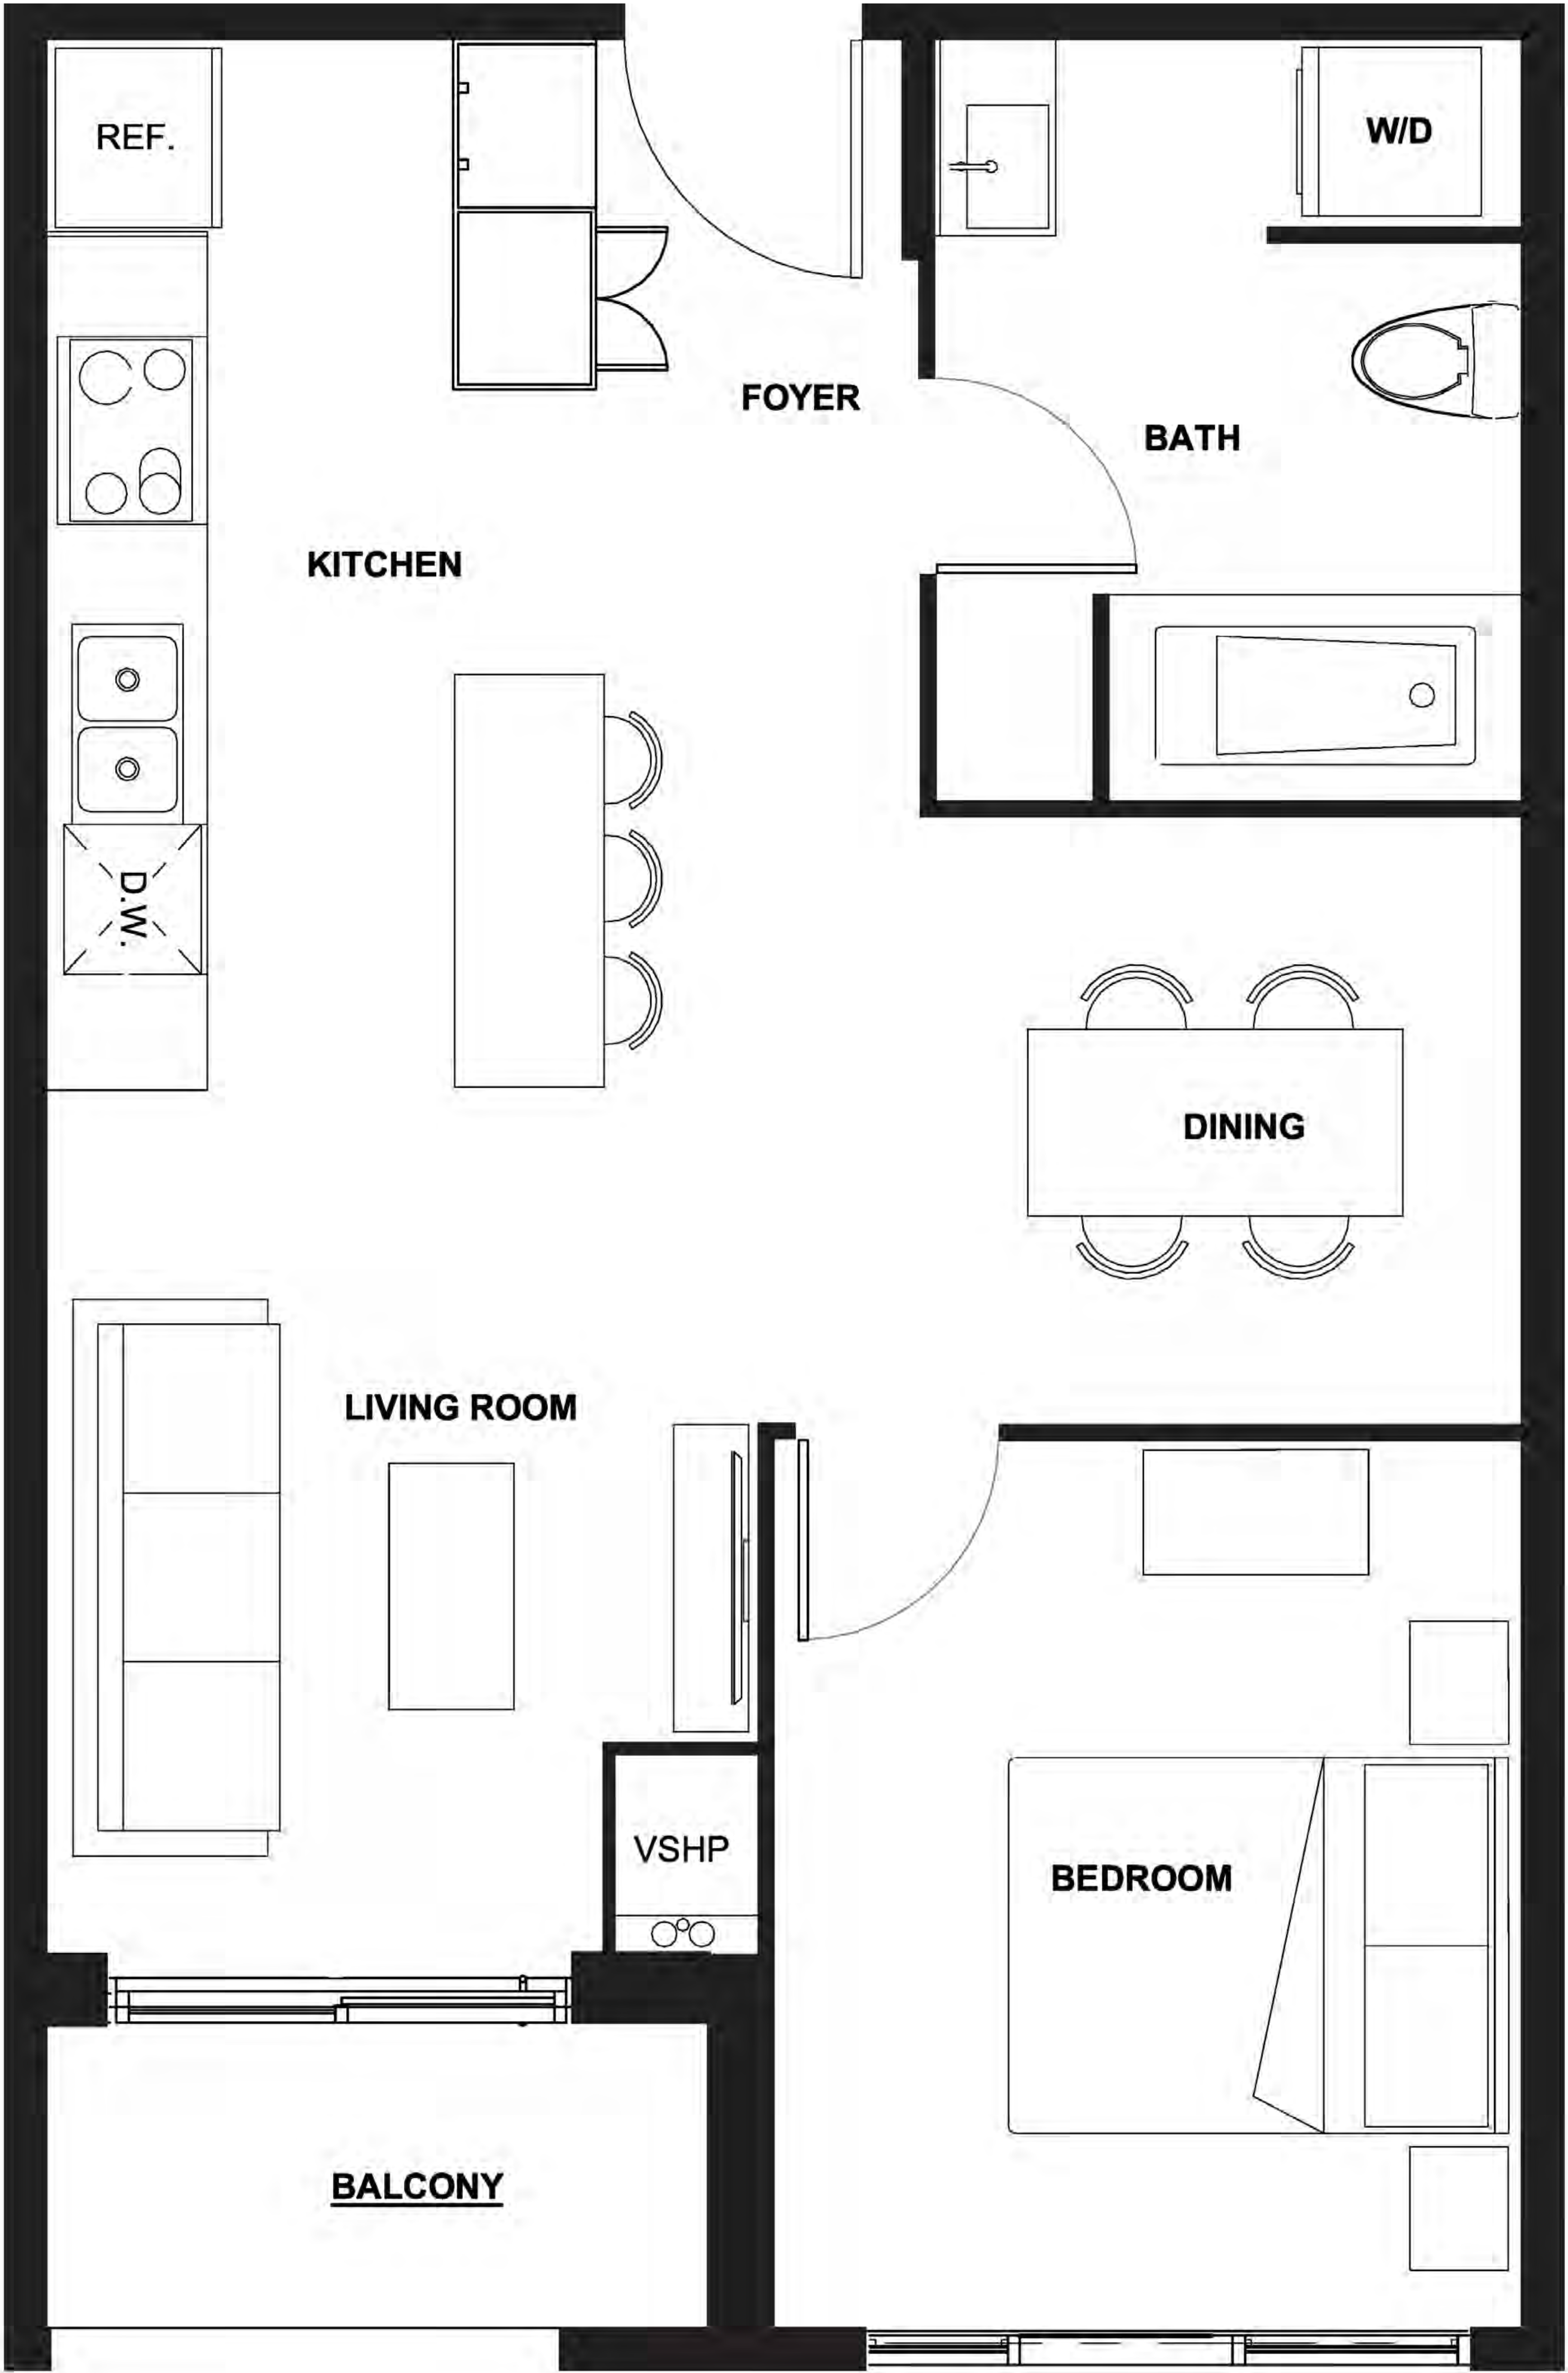 REF.
W/D
FOYER
BATH
KITCHEN
D.W.
DINING
LIVING ROOM
VSHP
BEDROOM
BALCONY